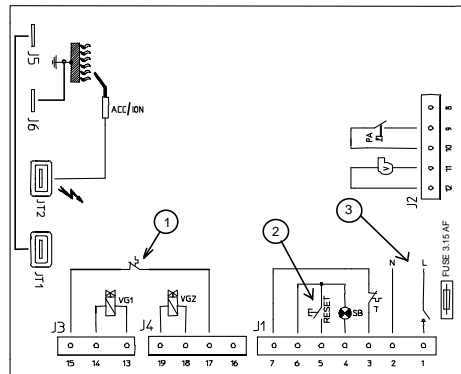 J5
J6
ACC/ION
JT2
JT1
8
9
10
11
12
PA
V
J2
1
2
3
N L
FUSE 3.15 AF
VG1
VG2
RESET
SB
J3
J4
J1
15 14 13
19 18 17 16
7 6 5 4 3 2 1